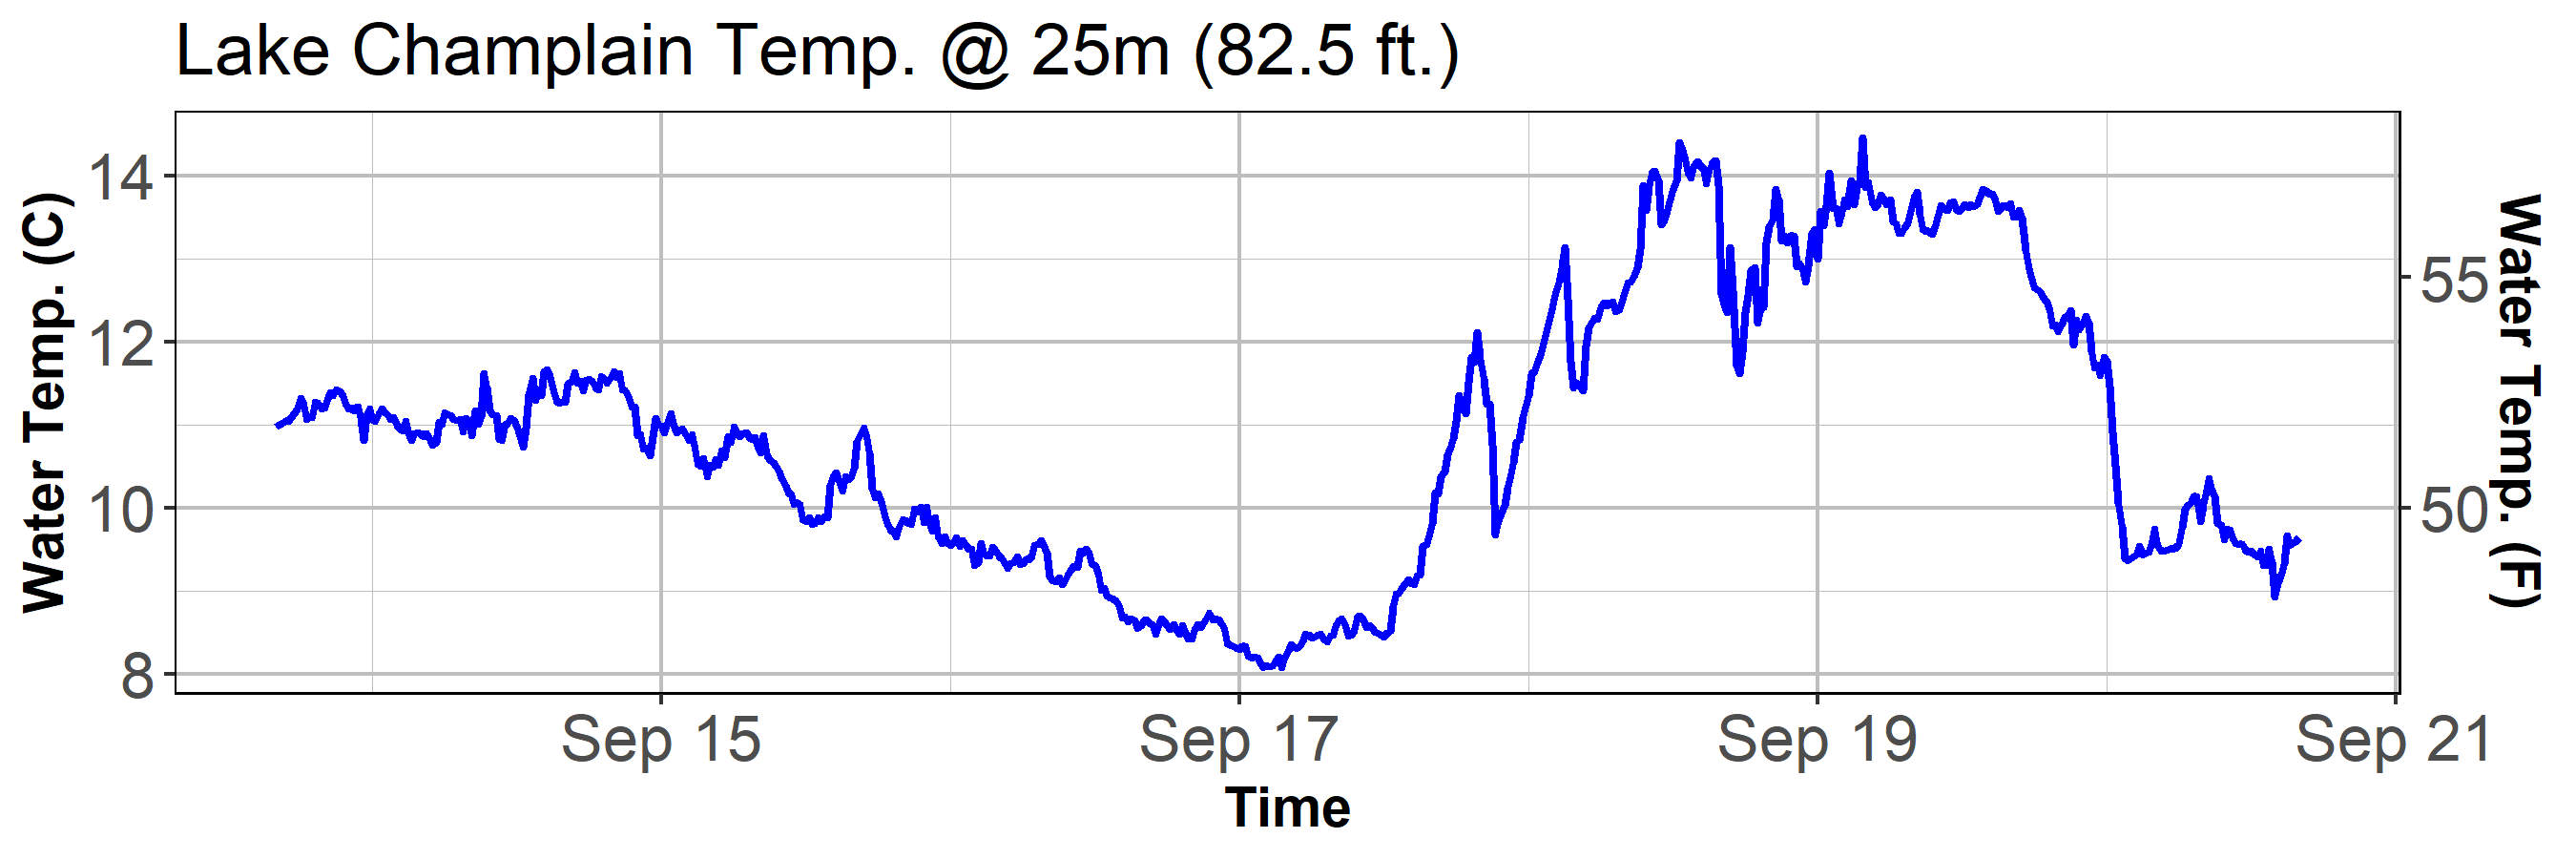 Lake Champlain Temp. @ 25m (82.5 ft.)
Water Temp. (C)
14
12
10
8
55
50
Water Temp. (F)
Sep 15
Sep 17
Sep 19
Sep 21
Time